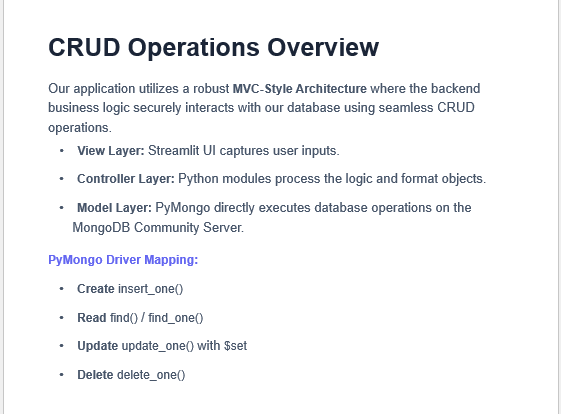 CRUD Operations Overview
Our application utilizes a robust MVC-Style Architecture where the backend
business logic securely interacts with our database using seamless CRUD
operations.
• View Layer: Streamlit UI captures user inputs.
• Controller Layer: Python modules process the logic and format objects.
• Model Layer: PyMongo directly executes database operations on the
MongoDB Community Server.
PyMongo Driver Mapping:
• Create insert_one()
• Read find() / find_one()
• Update update_one() with $set
• Delete delete_one()